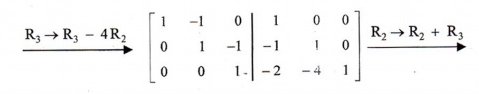 R₃ → R₃ − 4R₂ [ 1 −1 0 | 1 0 0 ; 0 1 −1 | −1 1 0 ; 0 0 1 | −2 −4 1 ] R₂ → R₂ + R₃